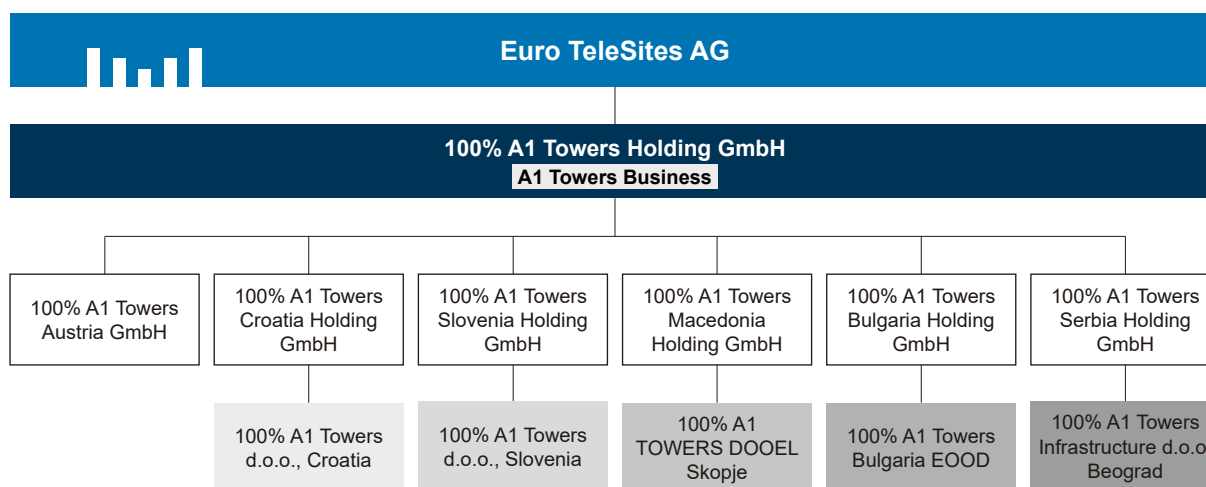 Euro TeleSites AG
100% A1 Towers Holding GmbH
A1 Towers Business
100% A1 Towers
Austria GmbH
100% A1 Towers
Croatia Holding
GmbH
100% A1 Towers
Slovenia Holding
GmbH
100% A1 Towers
Macedonia
Holding GmbH
100% A1 Towers
Bulgaria Holding
GmbH
100% A1 Towers
Serbia Holding
GmbH
100% A1 Towers
d.o.o., Croatia
100% A1 Towers
d.o.o., Slovenia
100% A1
TOWERS DOOEL
Skopje
100% A1 Towers
Bulgaria EOOD
100% A1 Towers
Infrastructure d.o.o
Beograd